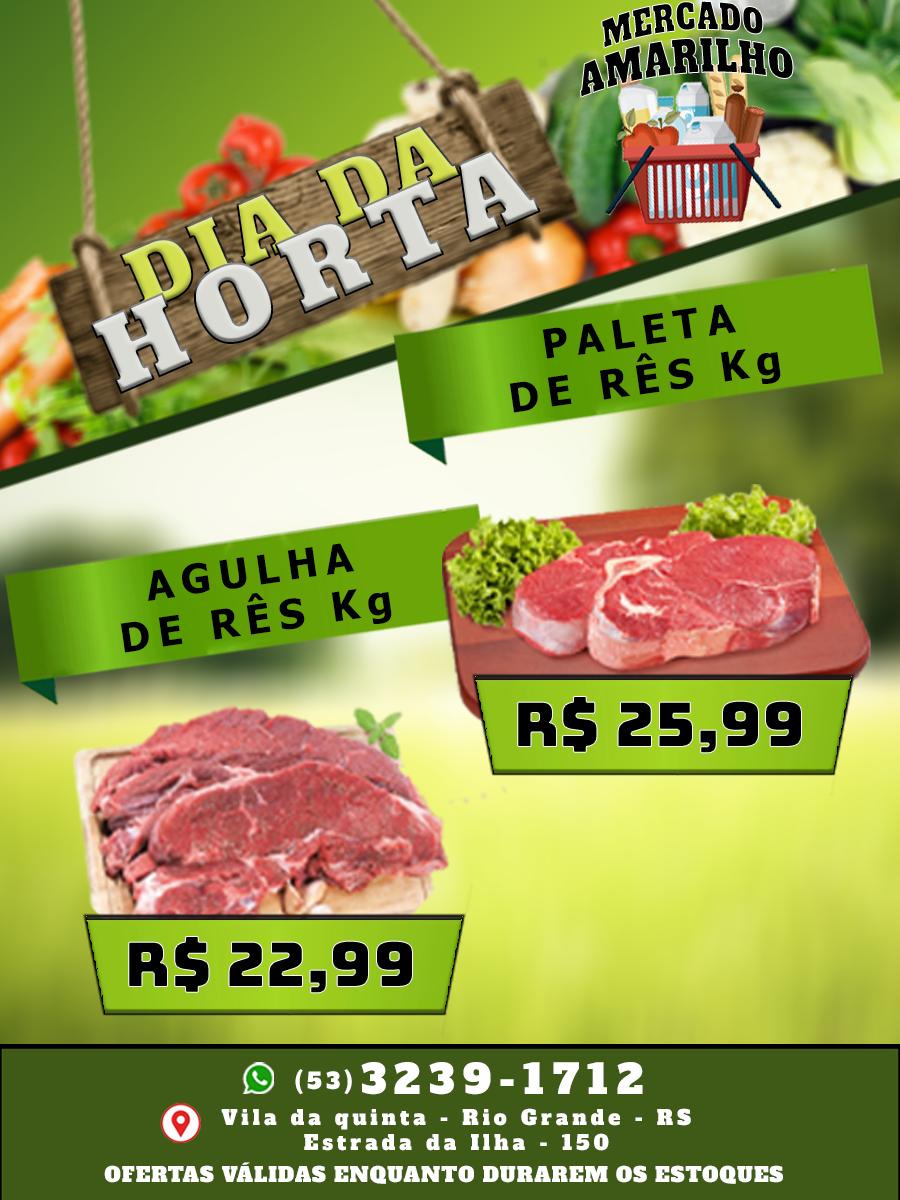 MERCADO
AMARILHO
DIA DA
HORTA
PALETA
DE RÊS Kg
AGULHA
DE RÊS Kg
R$ 25,99
R$ 22,99
(53) 3239-1712
Vila da quinta - Rio Grande - RS
Estrada da Ilha - 150
OFERTAS VÁLIDAS ENQUANTO DURAREM OS ESTOQUES